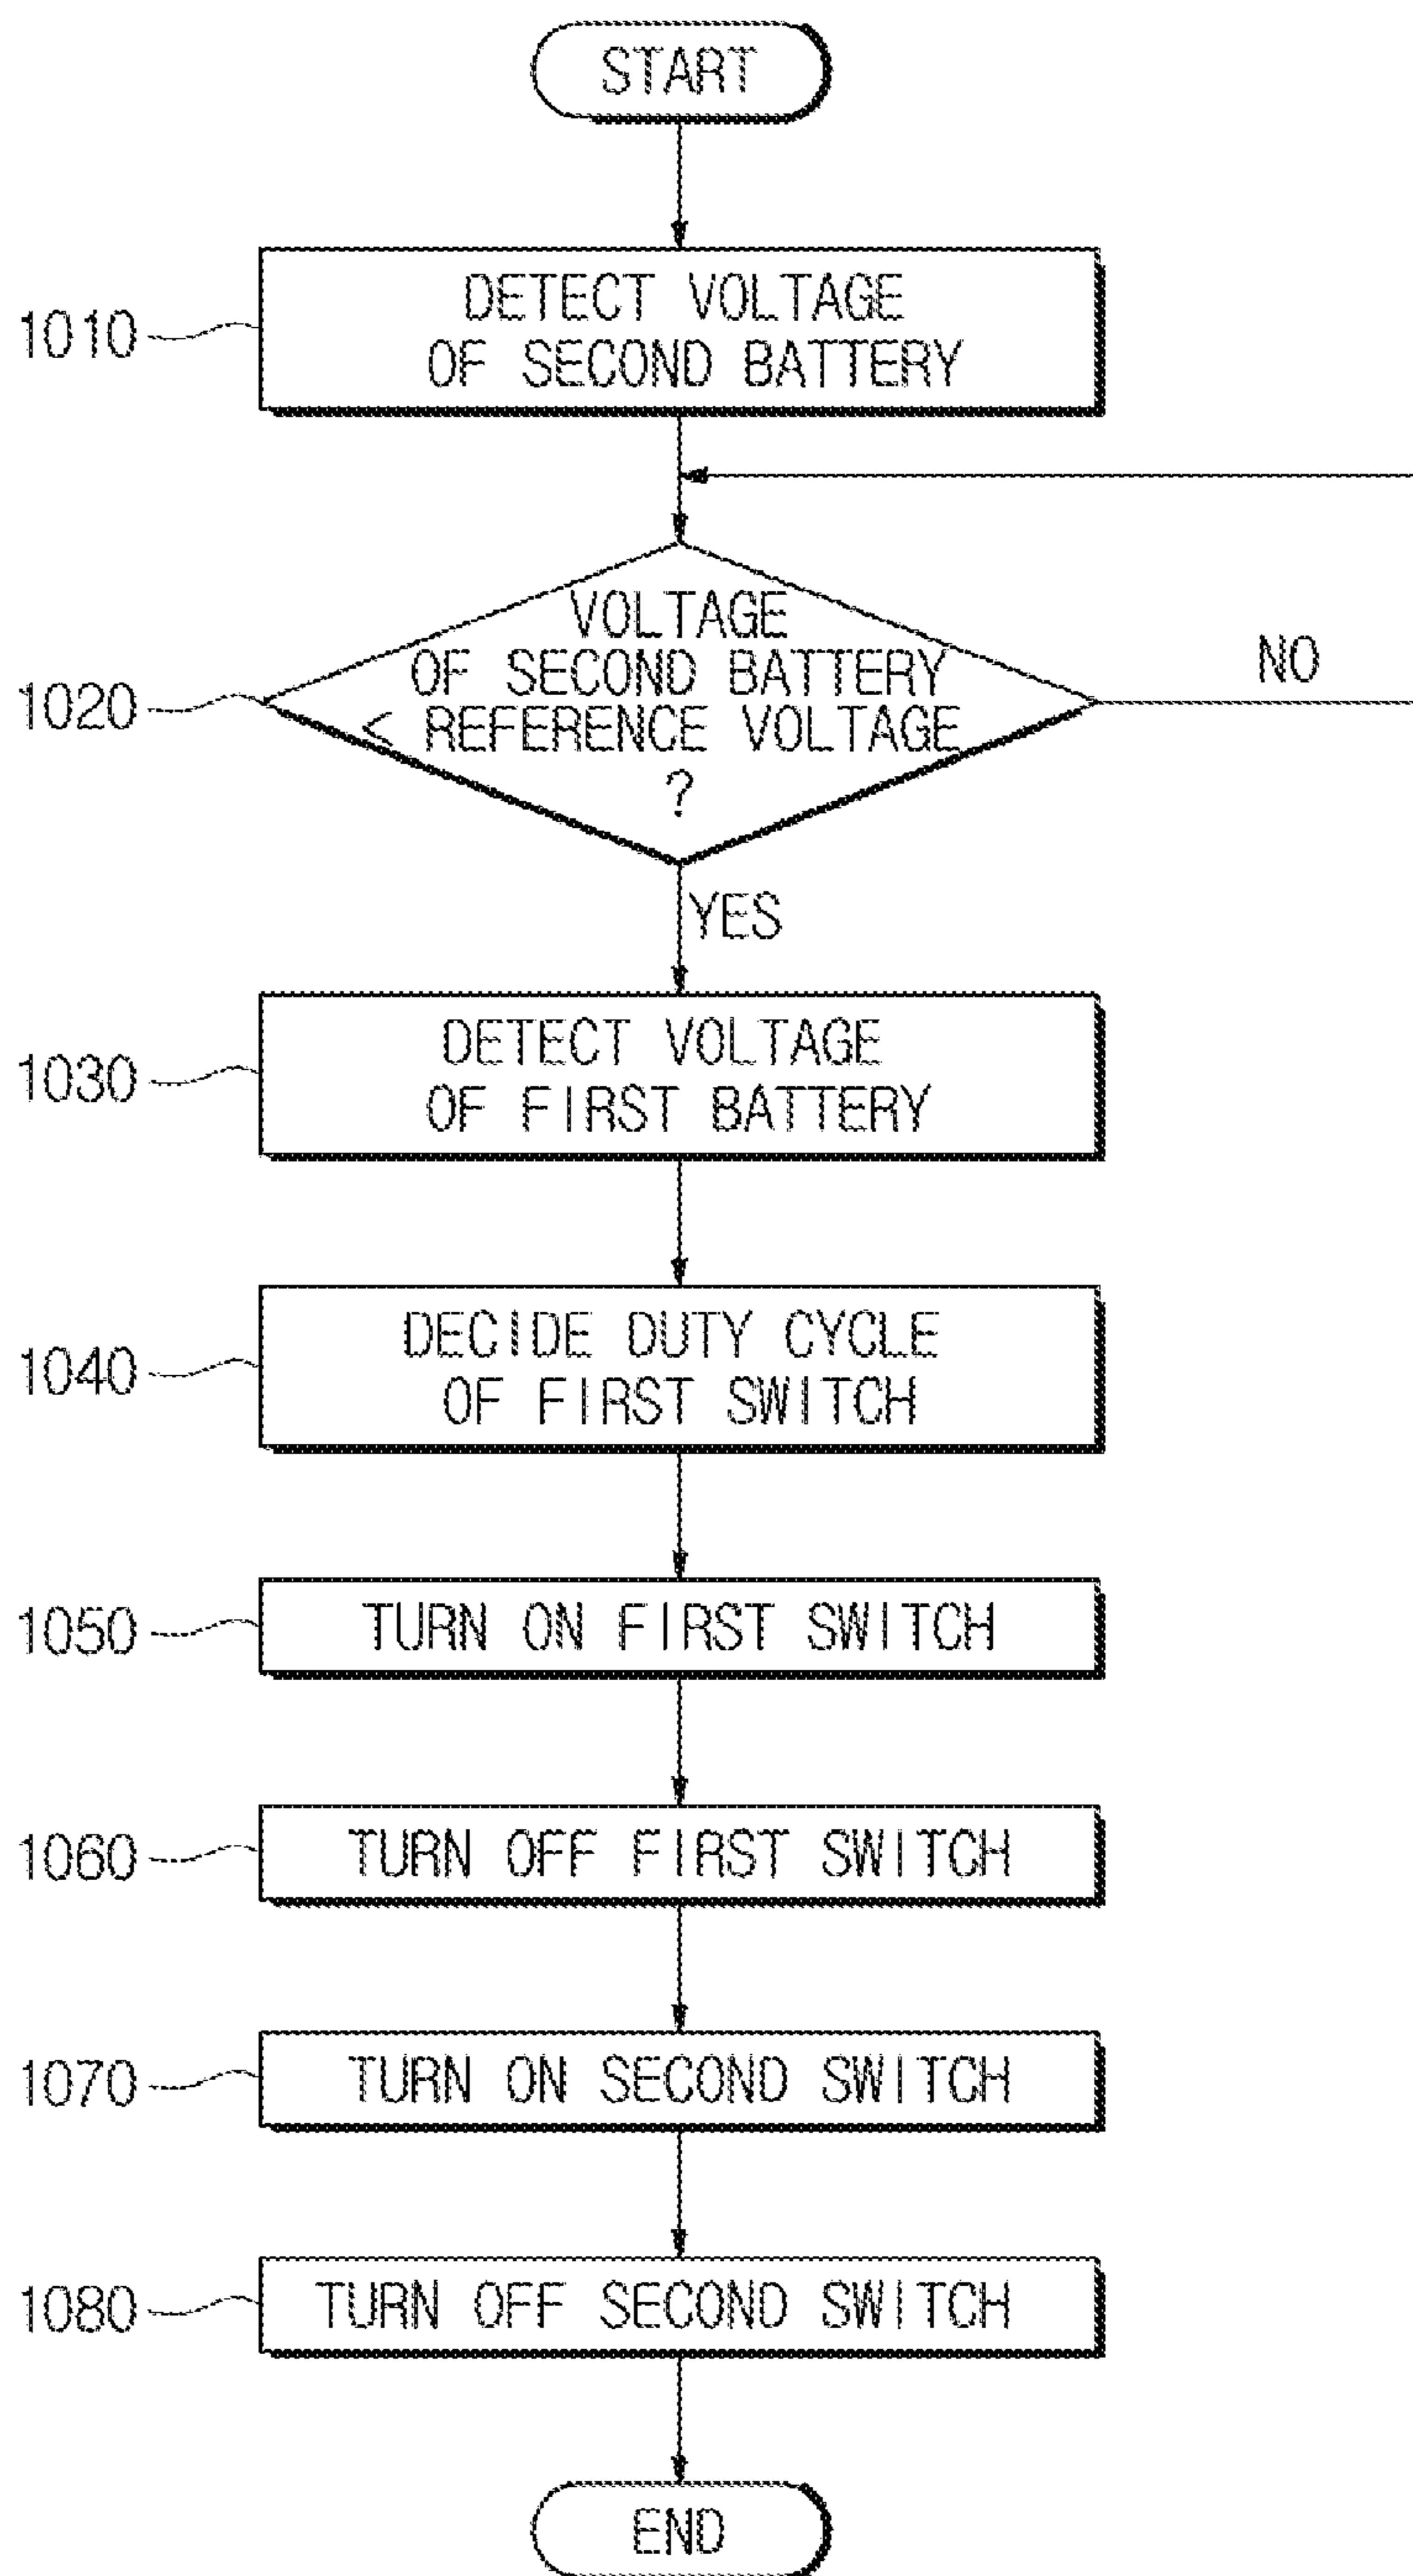 START
1010
DETECT VOLTAGE
OF SECOND BATTERY
1020
VOLTAGE
OF SECOND BATTERY
< REFERENCE VOLTAGE
?
NO
YES
1030
DETECT VOLTAGE
OF FIRST BATTERY
1040
DECIDE DUTY CYCLE
OF FIRST SWITCH
1050
TURN ON FIRST SWITCH
1060
TURN OFF FIRST SWITCH
1070
TURN ON SECOND SWITCH
1080
TURN OFF SECOND SWITCH
END